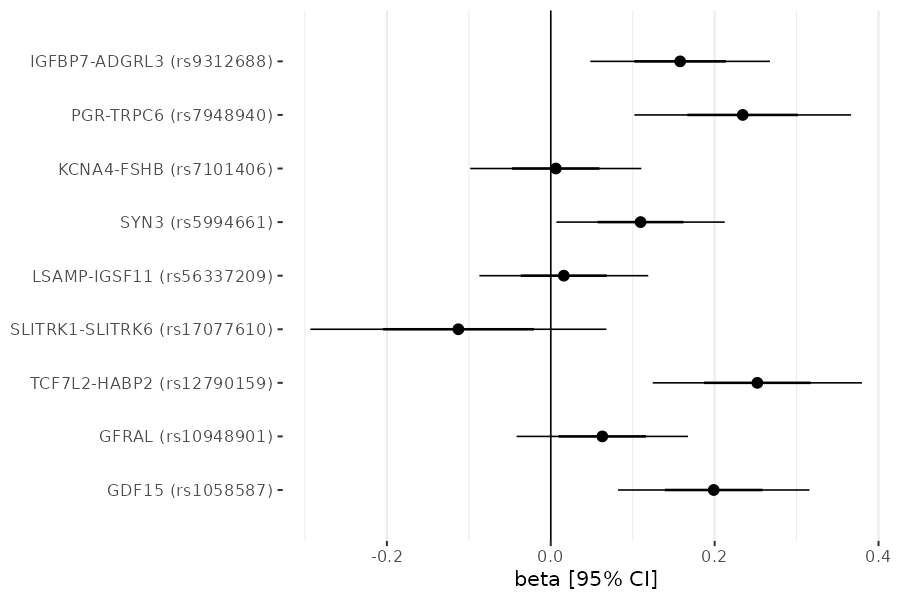 IGFBP7-ADGRL3 (rs9312688)
PGR-TRPC6 (rs7948940)
KCNA4-FSHB (rs7101406)
SYN3 (rs5994661)
LSAMP-IGSF11 (rs56337209)
SLITRK1-SLITRK6 (rs17077610)
TCF7L2-HABP2 (rs12790159)
GFRAL (rs10948901)
GDF15 (rs1058587)
-0.2 0.0 0.2 0.4
beta [95% CI]